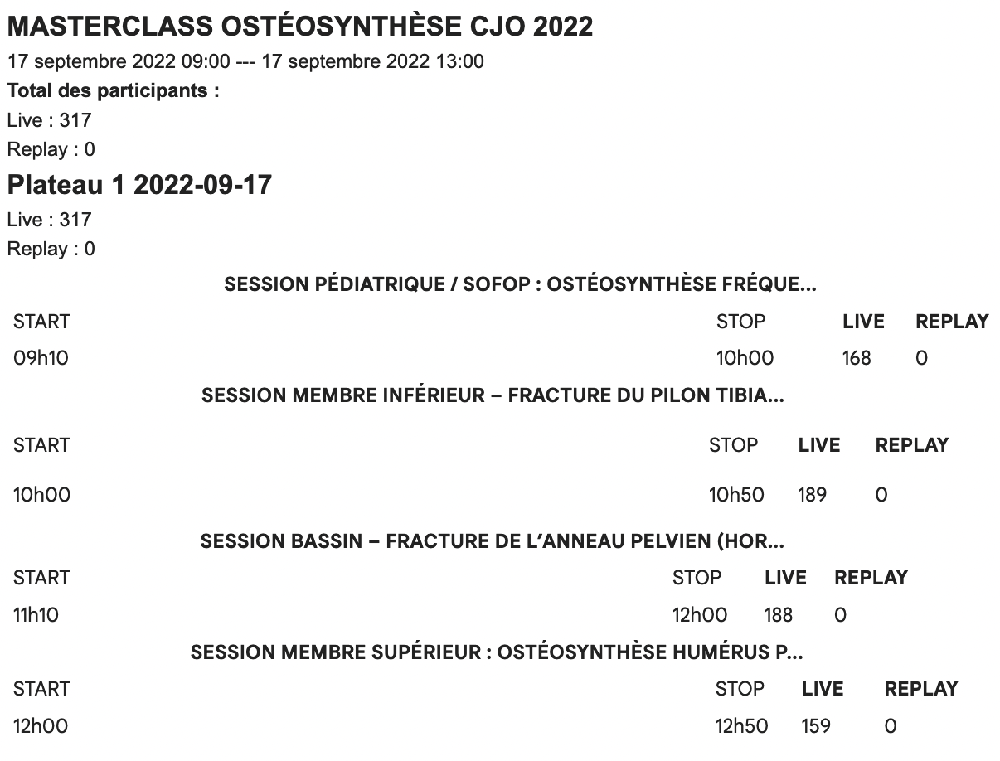 MASTERCLASS OSTÉOSYNTHÈSE CJO 2022
17 septembre 2022 09:00 --- 17 septembre 2022 13:00
Total des participants :
Live : 317
Replay : 0
Plateau 1 2022-09-17
Live : 317
Replay : 0
SESSION PÉDIATRIQUE / SOFOP : OSTÉOSYNTHÈSE FRÉQUE...
START STOP LIVE REPLAY
09h10 10h00 168 0
SESSION MEMBRE INFÉRIEUR – FRACTURE DU PILON TIBIA...
START STOP LIVE REPLAY
10h00 10h50 189 0
SESSION BASSIN – FRACTURE DE L’ANNEAU PELVIEN (HOR...
START STOP LIVE REPLAY
11h10 12h00 188 0
SESSION MEMBRE SUPÉRIEUR : OSTÉOSYNTHÈSE HUMÉRUS P...
START STOP LIVE REPLAY
12h00 12h50 159 0